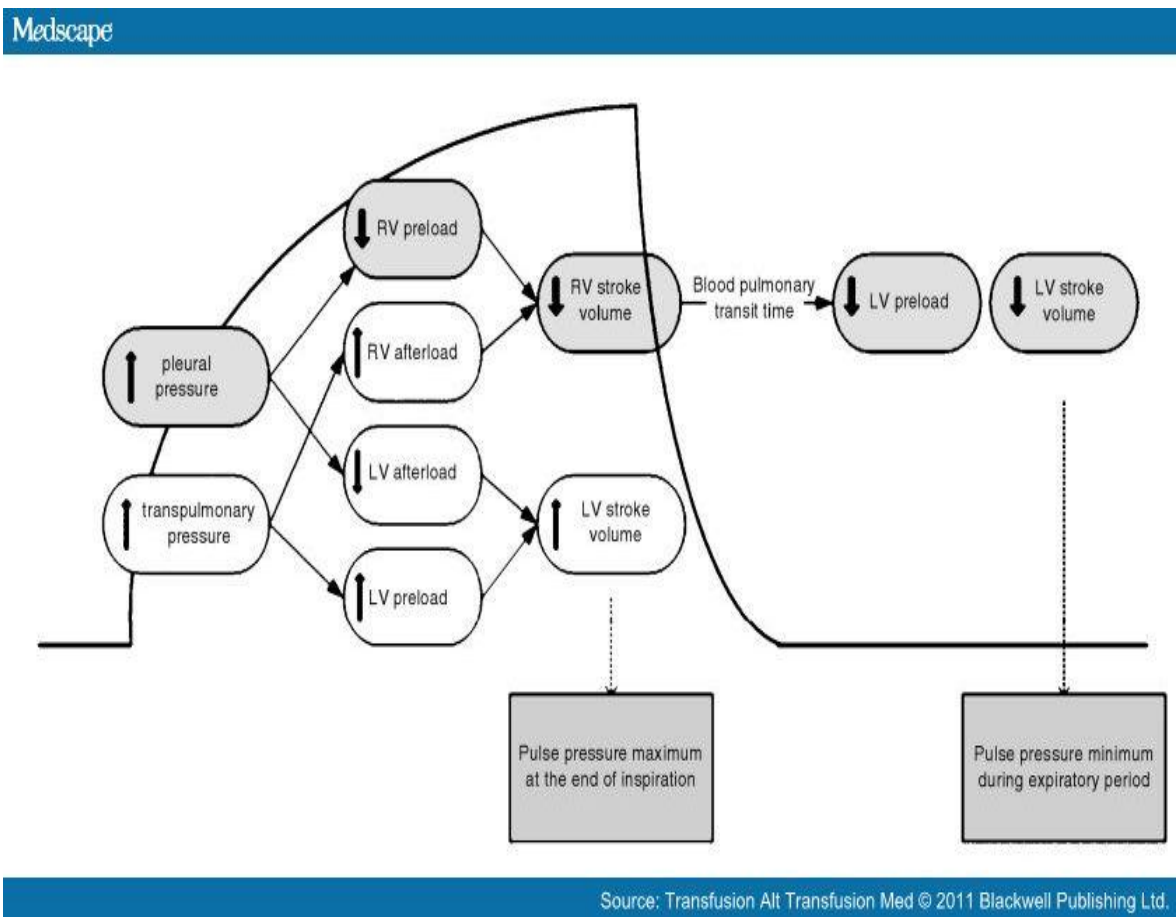 Medscape
RV preload
RV stroke
volume
Blood pulmonary
transit time
LV preload
LV stroke
volume
RV afterload
pleural
pressure
LV afterload
transpulmonary
pressure
LV stroke
volume
LV preload
Pulse pressure maximum
at the end of inspiration
Pulse pressure minimum
during expiratory period
Source: Transfusion Alt Transfusion Med © 2011 Blackwell Publishing Ltd.